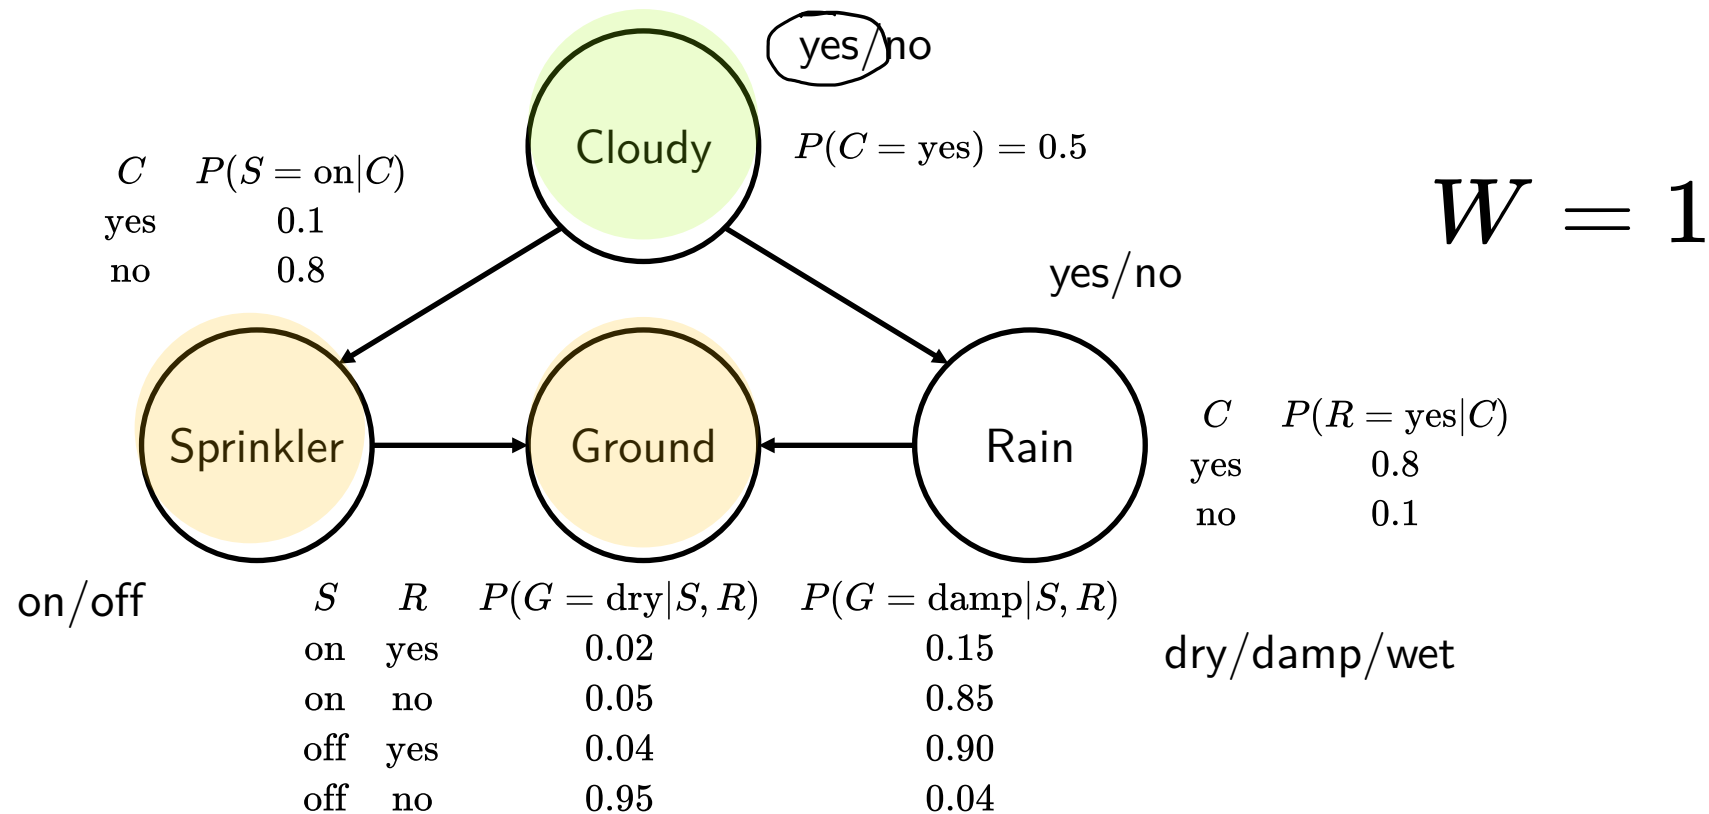 yes/no
Cloudy
P(C = yes) = 0.5
C P(S = on|C)
yes 0.1
no 0.8
W = 1
yes/no
Sprinkler
Ground
Rain
C P(R = yes|C)
yes 0.8
no 0.1
on/off
S R P(G = dry|S, R) P(G = damp|S, R)
on yes 0.02 0.15
on no 0.05 0.85
off yes 0.04 0.90
off no 0.95 0.04
dry/damp/wet